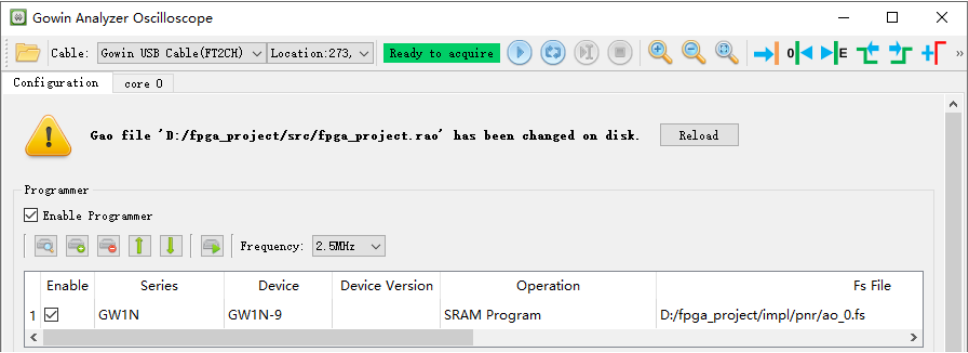 Gowin Analyzer Oscilloscope
Cable: Gowin USB Cable(FT2CH) Location:273, Ready to acquire 0 E »
Configuration core 0
Gao file 'D:/fpga_project/src/fpga_project.rao' has been changed on disk. Reload
Programmer
Enable Programmer
Frequency: 2.5MHz
Enable Series Device Device Version Operation Fs File
1 GW1N GW1N-9 SRAM Program D:/fpga_project/impl/pnr/ao_0.fs